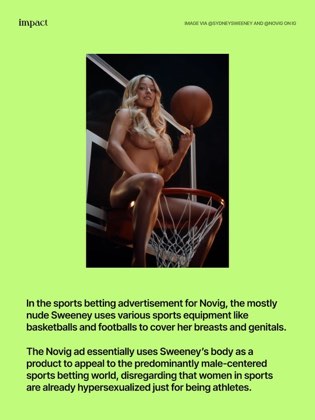 impact
IMAGE VIA @SYDNEYSWEENEY AND @NOVIG ON IG
In the sports betting advertisement for Novig, the mostly
nude Sweeney uses various sports equipment like
basketballs and footballs to cover her breasts and genitals.
The Novig ad essentially uses Sweeney's body as a
product to appeal to the predominantly male-centered
sports betting world, disregarding that women in sports
are already hypersexualized just for being athletes.